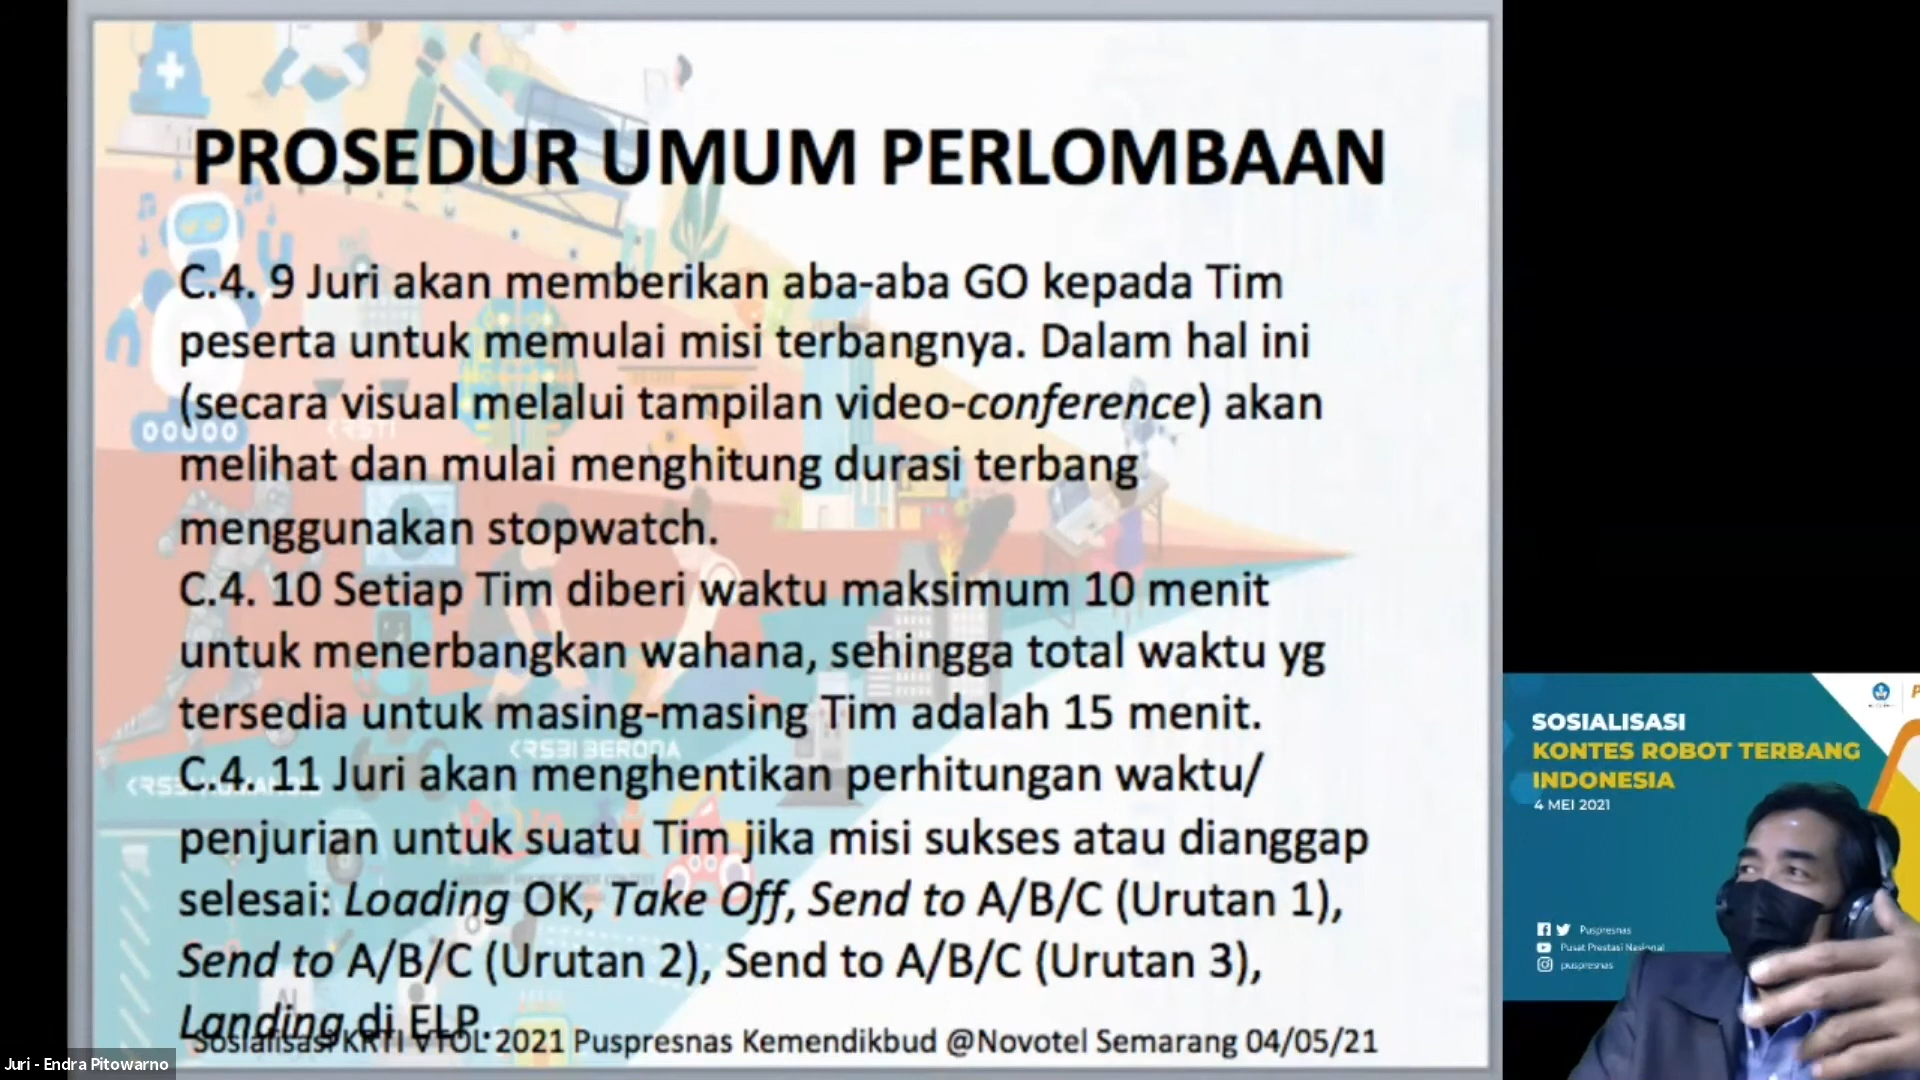 PROSEDUR UMUM PERLOMBAAN
C.4. 9 Juri akan memberikan aba-aba GO kepada Tim
peserta untuk memulai misi terbangnya. Dalam hal ini
(secara visual melalui tampilan video-conference) akan
melihat dan mulai menghitung durasi terbang
menggunakan stopwatch.
C.4. 10 Setiap Tim diberi waktu maksimum 10 menit
untuk menerbangkan wahana, sehingga total waktu yg
tersedia untuk masing-masing Tim adalah 15 menit.
C.4. 11 Juri akan menghentikan perhitungan waktu/
penjurian untuk suatu Tim jika misi sukses atau dianggap
selesai: Loading OK, Take Off, Send to A/B/C (Urutan 1),
Send to A/B/C (Urutan 2), Send to A/B/C (Urutan 3),
Landing di ELP.
Sosialisasi KRTI VTOL 2021 Puspresnas Kemendikbud @Novotel Semarang 04/05/21
KRSTI
KRSBI BERODA
Juri - Endra Pitowarno
SOSIALISASI
KONTES ROBOT TERBANG
INDONESIA
4 MEI 2021
Puspresnas
Pusat Prestasi Nasional
puspresnas